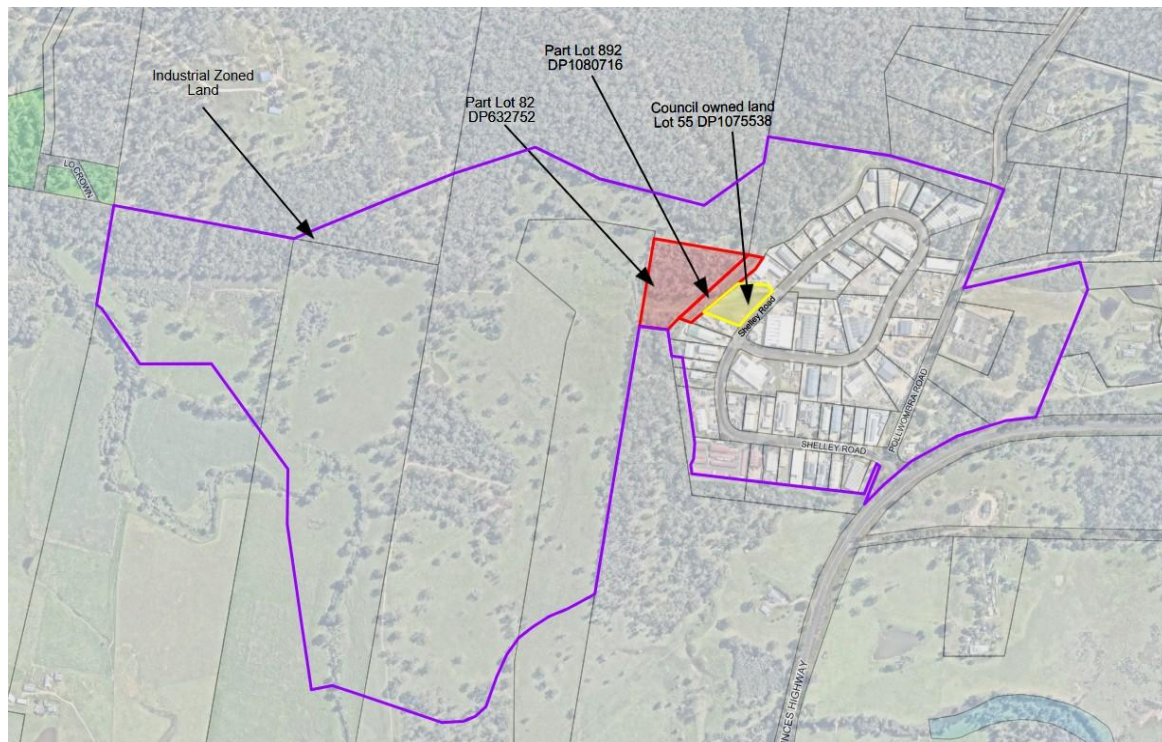 Part Lot 892
DP1080716
Industrial Zoned
Land
Part Lot 82
DP632752
Council owned land
Lot 55 DP1075538
LO CROWN
Shelley Road
POLLWOMBRA ROAD
SHELLEY ROAD
NCES HIGHWAY